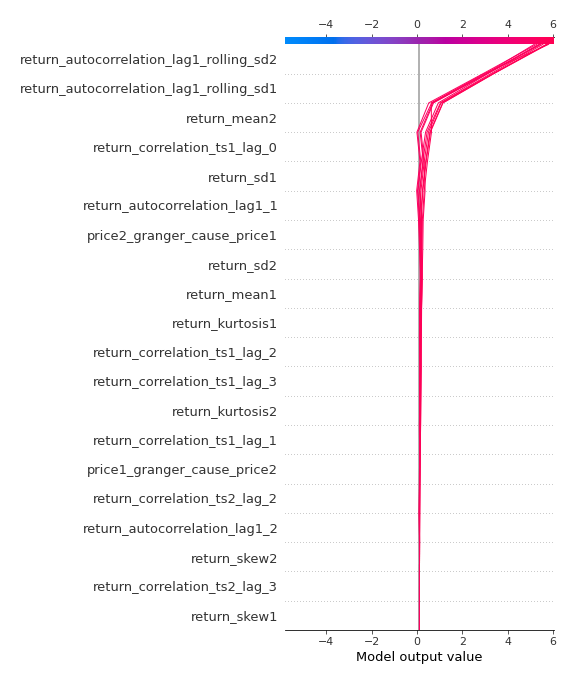 −4 −2 0 2 4 6
return_autocorrelation_lag1_rolling_sd2
return_autocorrelation_lag1_rolling_sd1
return_mean2
return_correlation_ts1_lag_0
return_sd1
return_autocorrelation_lag1_1
price2_granger_cause_price1
return_sd2
return_mean1
return_kurtosis1
return_correlation_ts1_lag_2
return_correlation_ts1_lag_3
return_kurtosis2
return_correlation_ts1_lag_1
price1_granger_cause_price2
return_correlation_ts2_lag_2
return_autocorrelation_lag1_2
return_skew2
return_correlation_ts2_lag_3
return_skew1
−4 −2 0 2 4 6
Model output value